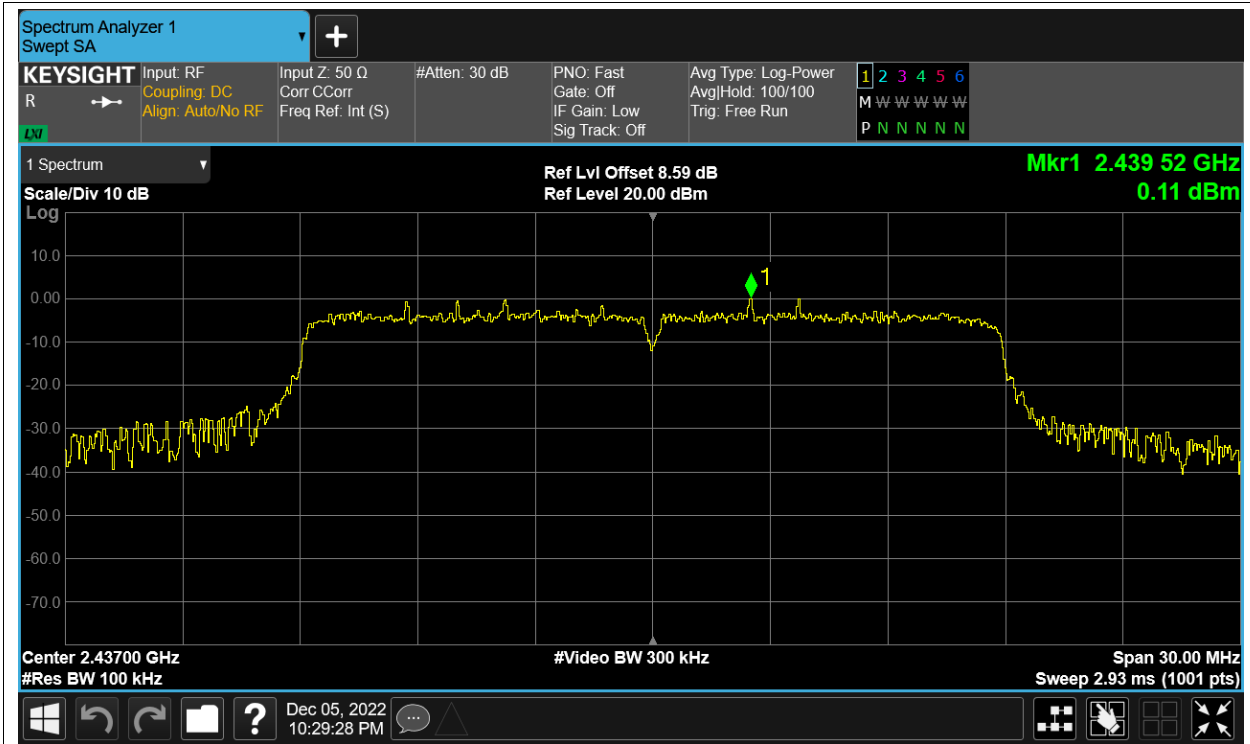 Spectrum Analyzer 1
Swept SA
KEYSIGHT
R
LXI
Input: RF
Coupling: DC
Align: Auto/No RF
Input Z: 50 Ω
Corr CCorr
Freq Ref: Int (S)
#Atten: 30 dB
PNO: Fast
Gate: Off
IF Gain: Low
Sig Track: Off
Avg Type: Log-Power
Avg|Hold: 100/100
Trig: Free Run
1 2 3 4 5 6
M W W W W W W
P N N N N N N
1 Spectrum
Scale/Div 10 dB
Log
Ref Lvl Offset 8.59 dB
Ref Level 20.00 dBm
Mkr1 2.439 52 GHz
0.11 dBm
10.0
0.00
-10.0
-20.0
-30.0
-40.0
-50.0
-60.0
-70.0
1
Center 2.43700 GHz
#Res BW 100 kHz
#Video BW 300 kHz
Span 30.00 MHz
Sweep 2.93 ms (1001 pts)
?
Dec 05, 2022
10:29:28 PM